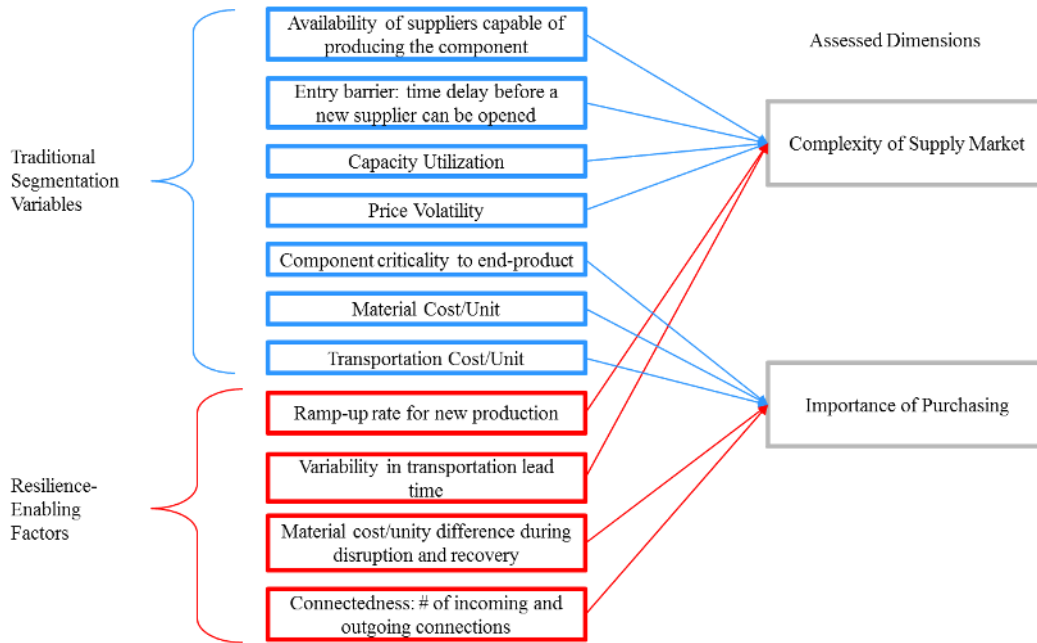 Availability of suppliers capable of
producing the component
Assessed Dimensions
Entry barrier: time delay before a
new supplier can be opened
Complexity of Supply Market
Traditional
Segmentation
Variables
Capacity Utilization
Price Volatility
Component criticality to end-product
Material Cost/Unit
Transportation Cost/Unit
Importance of Purchasing
Ramp-up rate for new production
Variability in transportation lead
time
Resilience-
Enabling
Factors
Material cost/unity difference during
disruption and recovery
Connectedness: # of incoming and
outgoing connections